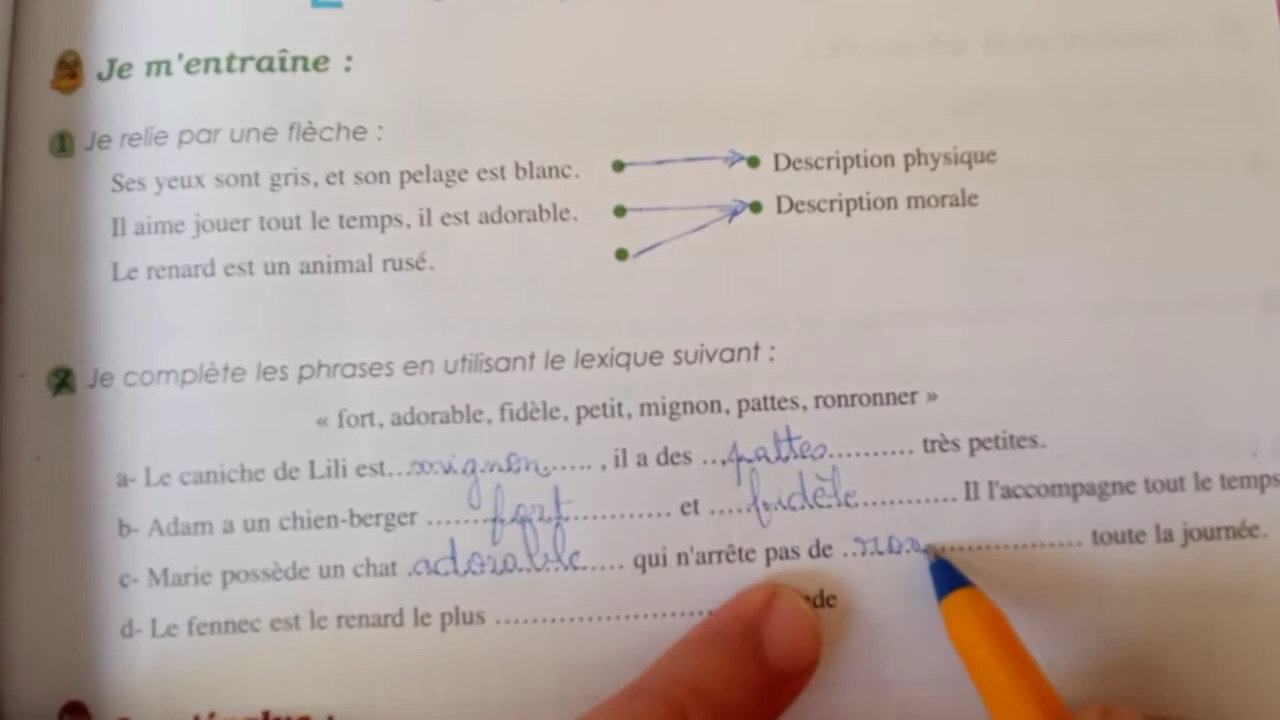 Je m'entraîne :
1 Je relie par une flèche :
Ses yeux sont gris, et son pelage est blanc. Description physique
Il aime jouer tout le temps, il est adorable. Description morale
Le renard est un animal rusé.
2 Je complète les phrases en utilisant le lexique suivant :
« fort, adorable, fidèle, petit, mignon, pattes, ronronner »
a- Le caniche de Lili est...mignon......, il a des ...pattes.......... très petites.
b- Adam a un chien-berger ........fort............ et .....fidèle........... Il l'accompagne tout le temps
c- Marie possède un chat .adorable..... qui n'arrête pas de ..ron.................. toute la journée.
d- Le fennec est le renard le plus ........................ de